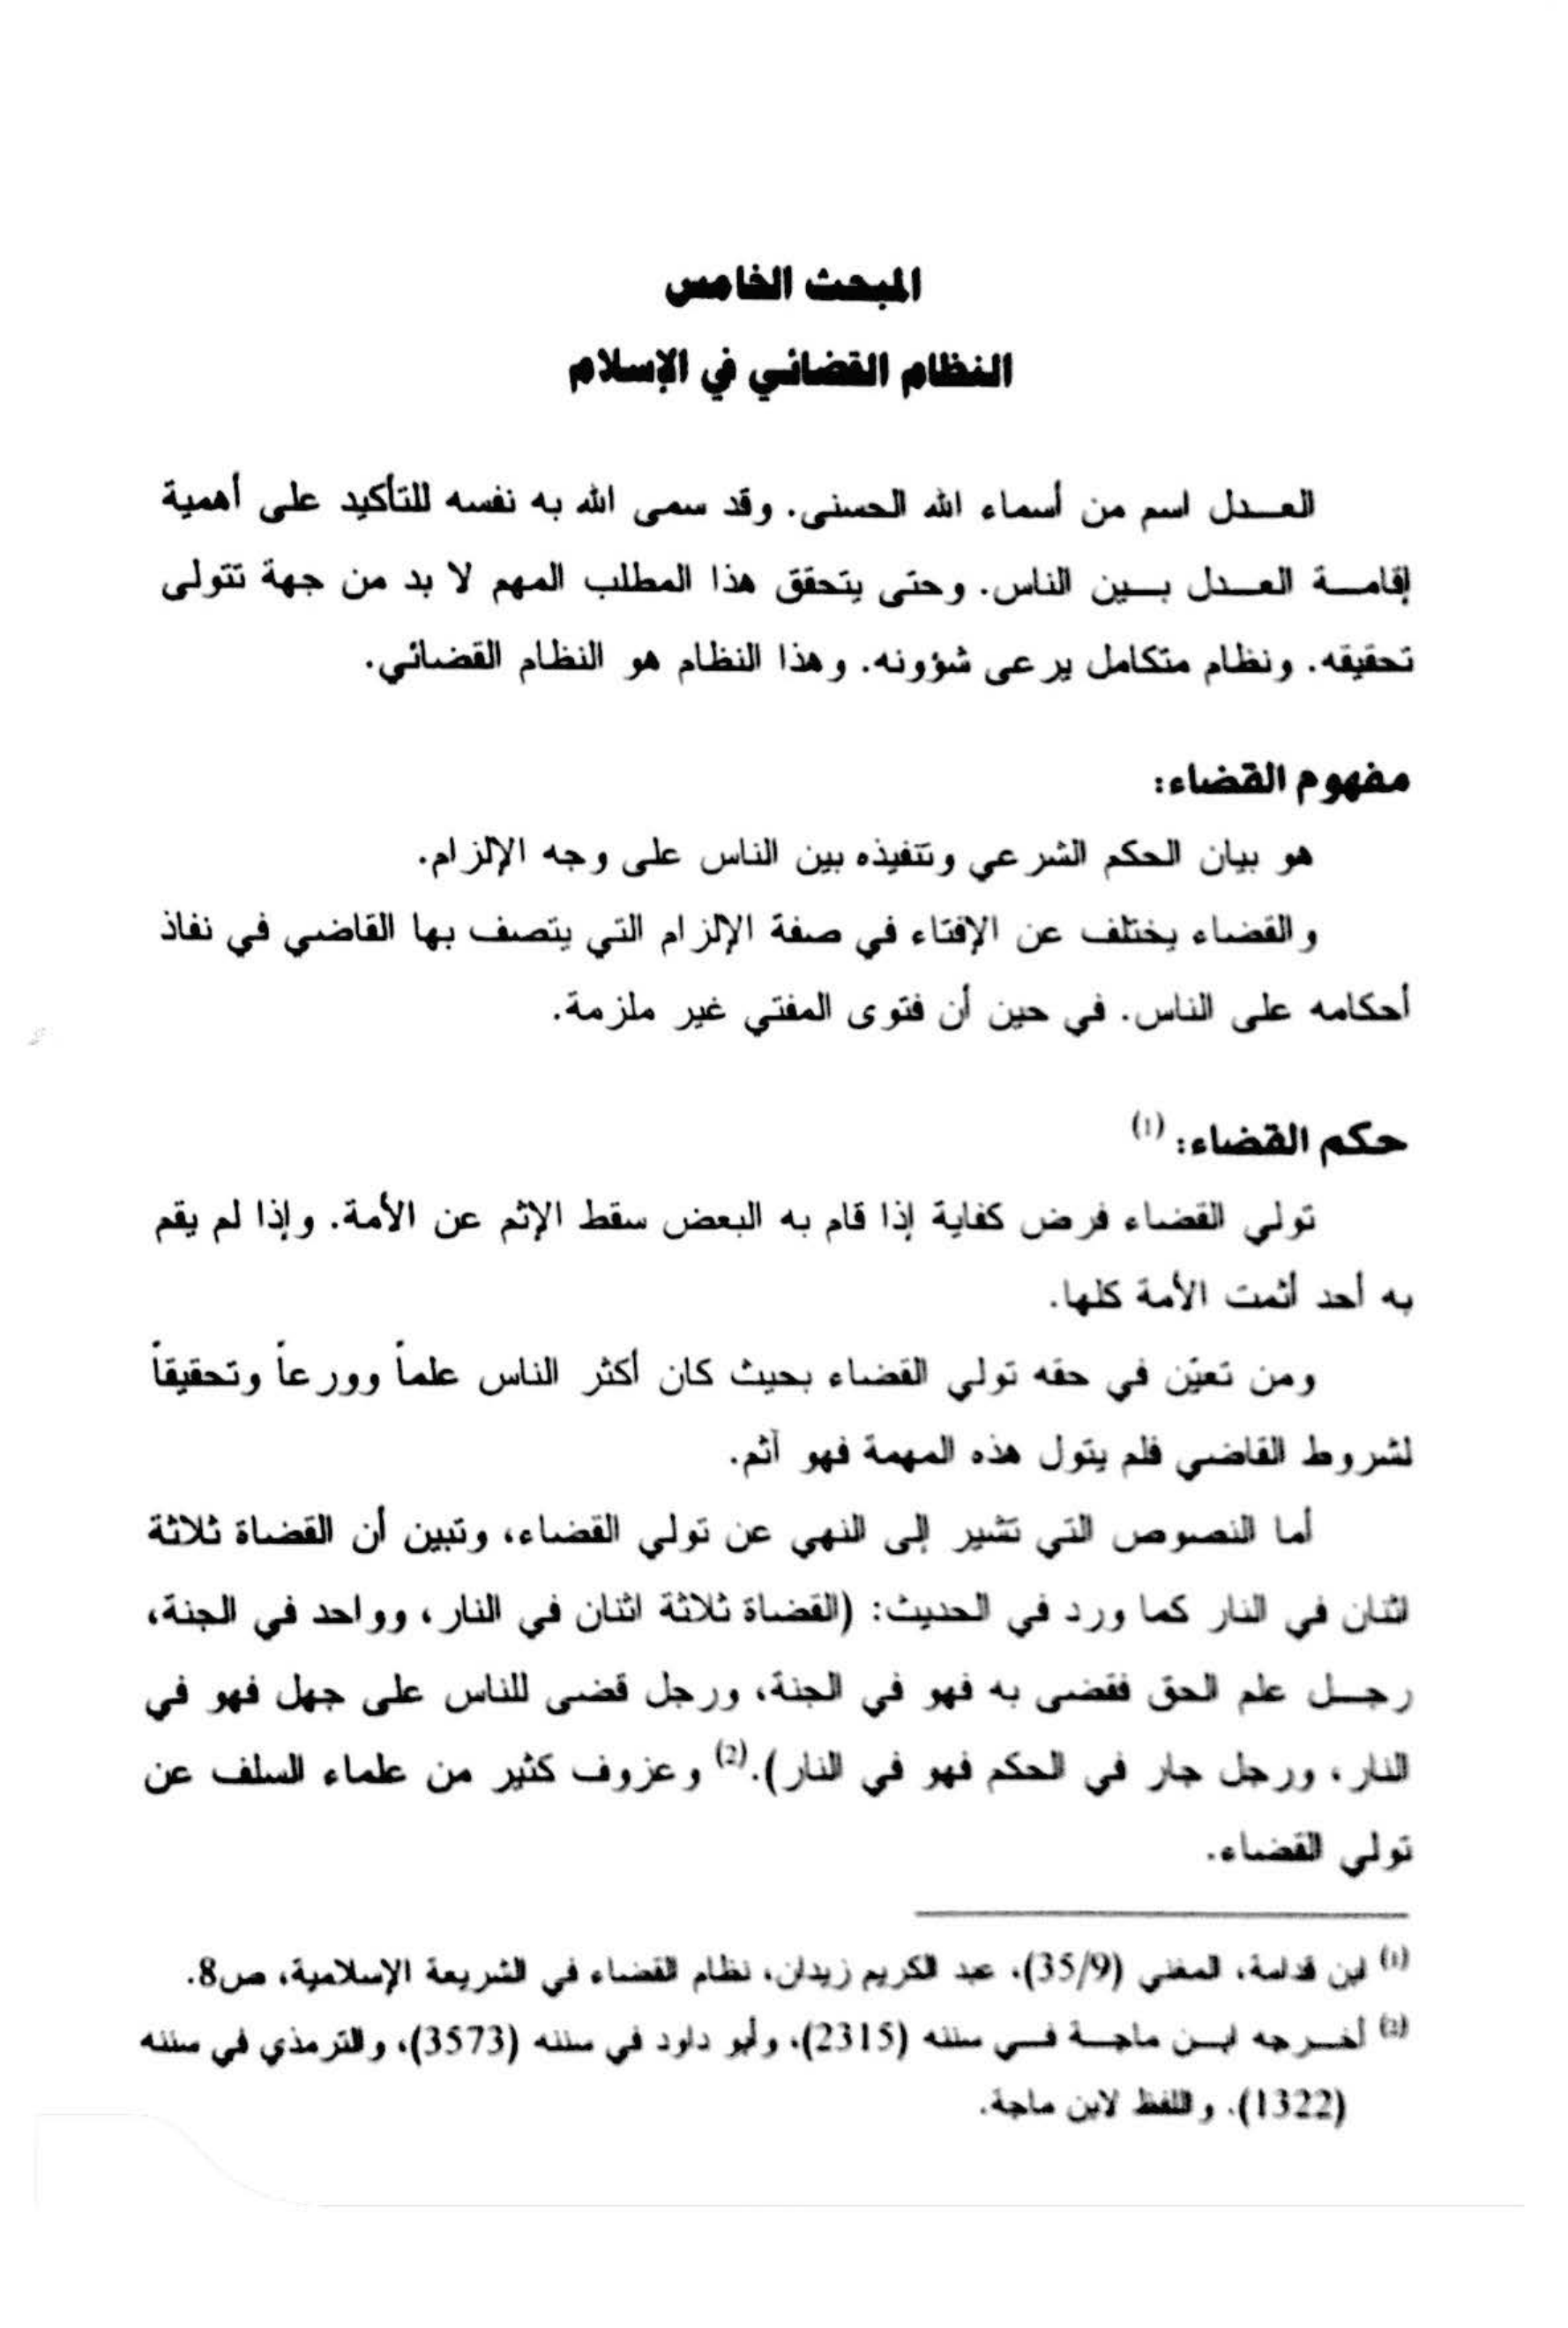 المبحث الخامس
النظام القضائي في الإسلام
العدل اسم من أسماء الله الحسنى. وقد سمى الله به نفسه للتأكيد على أهمية
إقامة العدل بين الناس. وحتى يتحقق هذا المطلب المهم لا بد من جهة تتولى
تحقيقه. ونظام متكامل يرعى شؤونه. وهذا النظام هو النظام القضائي.
مفهوم القضاء:
هو بيان الحكم الشرعي وتنفيذه بين الناس على وجه الإلزام.
والقضاء يختلف عن الإفتاء في صفة الإلزام التي يتصف بها القاضي في نفاذ
أحكامه على الناس. في حين أن فتوى المفتي غير ملزمة.
حكم القضاء: (1)
تولي القضاء فرض كفاية إذا قام به البعض سقط الإثم عن الأمة. وإذا لم يقم
به أحد أثمت الأمة كلها.
ومن تعيّن في حقه تولي القضاء بحيث كان أكثر الناس علماً وورعاً وتحقيقاً
لشروط القاضي فلم يتول هذه المهمة فهو آثم.
أما النصوص التي تشير إلى النهي عن تولي القضاء، وتبين أن القضاة ثلاثة
اثنان في النار كما ورد في الحديث: (القضاة ثلاثة اثنان في النار، وواحد في الجنة،
رجل علم الحق فقضى به فهو في الجنة، ورجل قضى للناس على جهل فهو في
النار، ورجل جار في الحكم فهو في النار).(2) وعزوف كثير من علماء السلف عن
تولي القضاء.
(1) ابن قدامة، المغني (35/9)، عبد الكريم زيدان، نظام القضاء في الشريعة الإسلامية، ص8.
(2) أخرجه ابن ماجة في سننه (2315)، وأبو داود في سننه (3573)، والترمذي في سننه
(1322). واللفظ لابن ماجة.